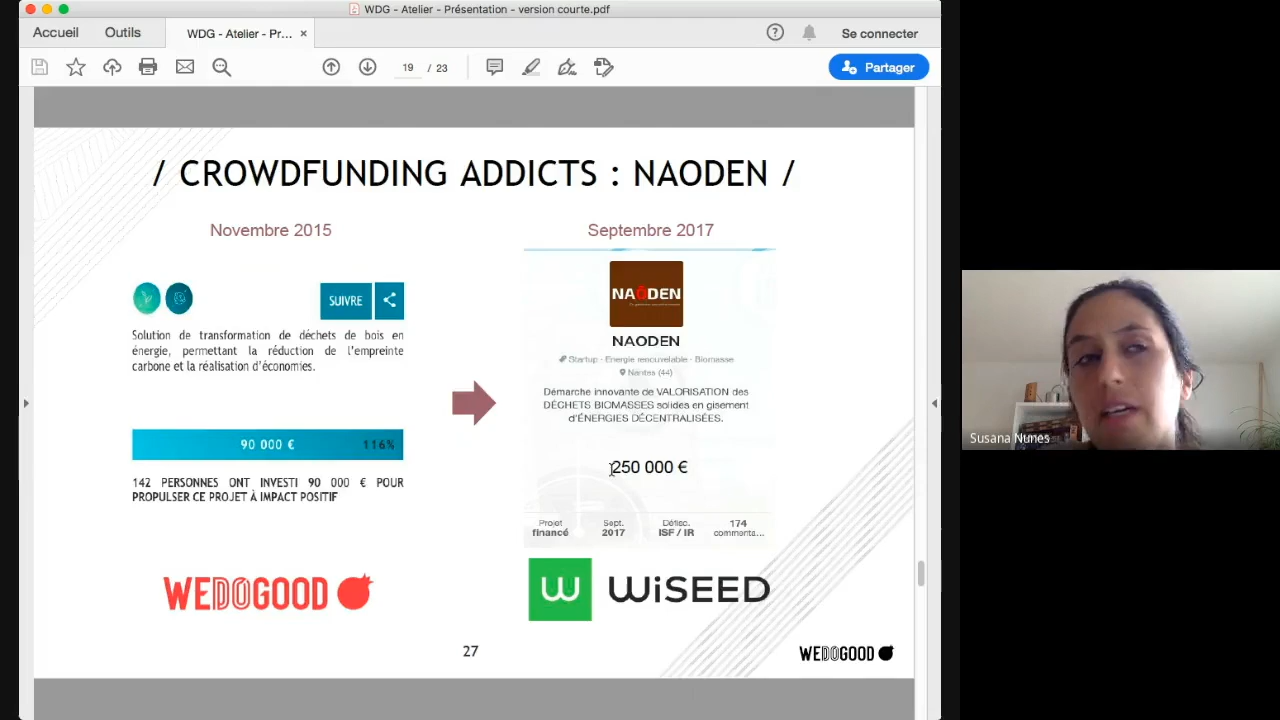 WDG - Atelier - Présentation - version courte.pdf
Accueil
Outils
WDG - Atelier - Pr...
×
Se connecter
19 / 23
Partager
/ CROWDFUNDING ADDICTS : NAODEN /
Novembre 2015
SUIVRE
Solution de transformation de déchets de bois en
énergie, permettant la réduction de l'empreinte
carbone et la réalisation d'économies.
90 000 €
116%
142 PERSONNES ONT INVESTI 90 000 € POUR
PROPULSER CE PROJET À IMPACT POSITIF
WEDOGOOD
Septembre 2017
NAODEN
NAODEN
Startup - Energie renouvelable - Biomasse
Nantes (44)
Démarche innovante de VALORISATION des
DÉCHETS BIOMASSES solides en gisement
d'ÉNERGIES DÉCENTRALISÉES.
250 000 €
Projet
financé
Sept.
2017
Défisc.
ISF / IR
174
commenta...
W WiSEED
27
WEDOGOOD
Susana Nunes